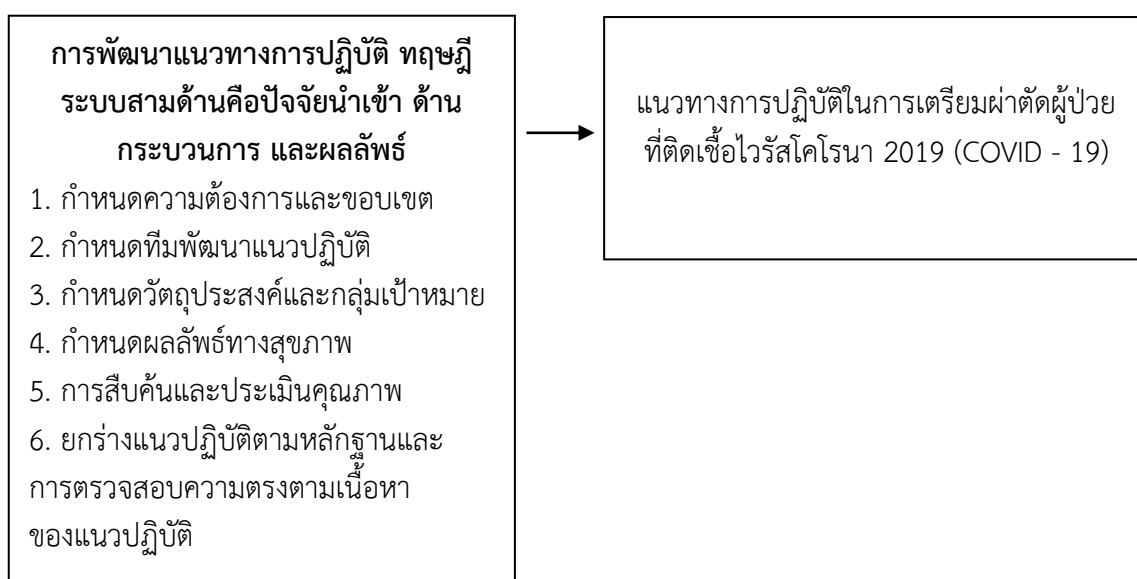 การพัฒนาแนวทางการปฏิบัติ ทฤษฎี
ระบบสามด้านคือปัจจัยนำเข้า ด้าน
กระบวนการ และผลลัพธ์
1. กำหนดความต้องการและขอบเขต
2. กำหนดทีมพัฒนาแนวปฏิบัติ
3. กำหนดวัตถุประสงค์และกลุ่มเป้าหมาย
4. กำหนดผลลัพธ์ทางสุขภาพ
5. การสืบค้นและประเมินคุณภาพ
6. ยกร่างแนวปฏิบัติตามหลักฐานและ
การตรวจสอบความตรงตามเนื้อหา
ของแนวปฏิบัติ
แนวทางการปฏิบัติในการเตรียมผ่าตัดผู้ป่วย
ที่ติดเชื้อไวรัสโคโรนา 2019 (COVID - 19)